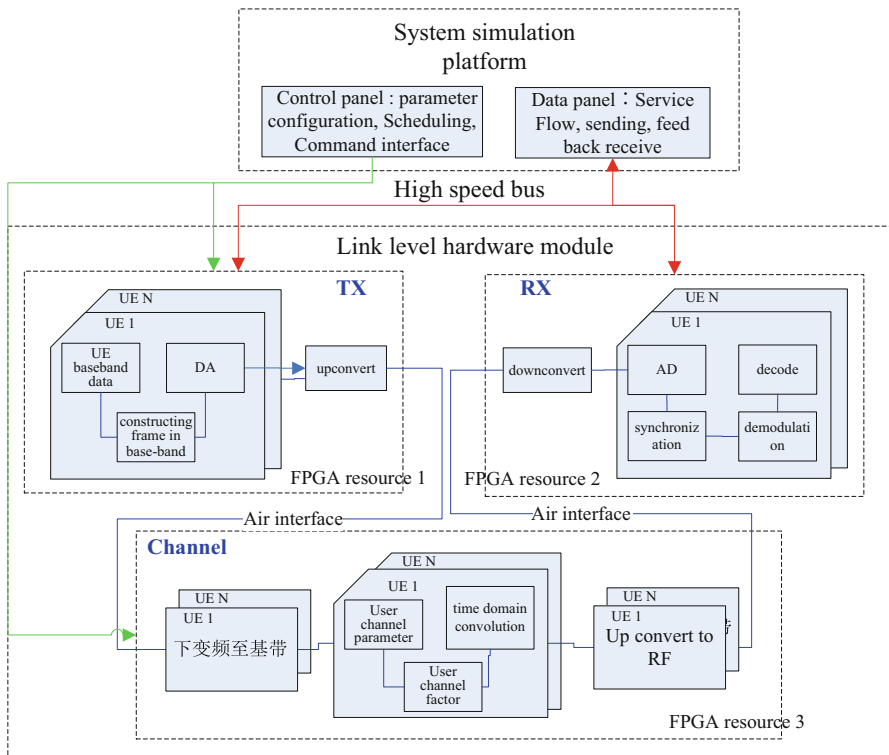 System simulation
platform
Control panel : parameter
configuration, Scheduling,
Command interface
Data panel：Service
Flow, sending, feed
back receive
High speed bus
Link level hardware module
TX
UE N
UE 1
UE
baseband
data
DA
constructing
frame in
base-band
upconvert
FPGA resource 1
RX
UE N
UE 1
downconvert
AD
decode
synchroniz
ation
demodulati
on
FPGA resource 2
Air interface
Air interface
Channel
UE N
UE 1
下变频至基带
UE N
UE 1
User
channel
parameter
time domain
convolution
User
channel
factor
UE N
UE 1
Up convert to
RF
FPGA resource 3